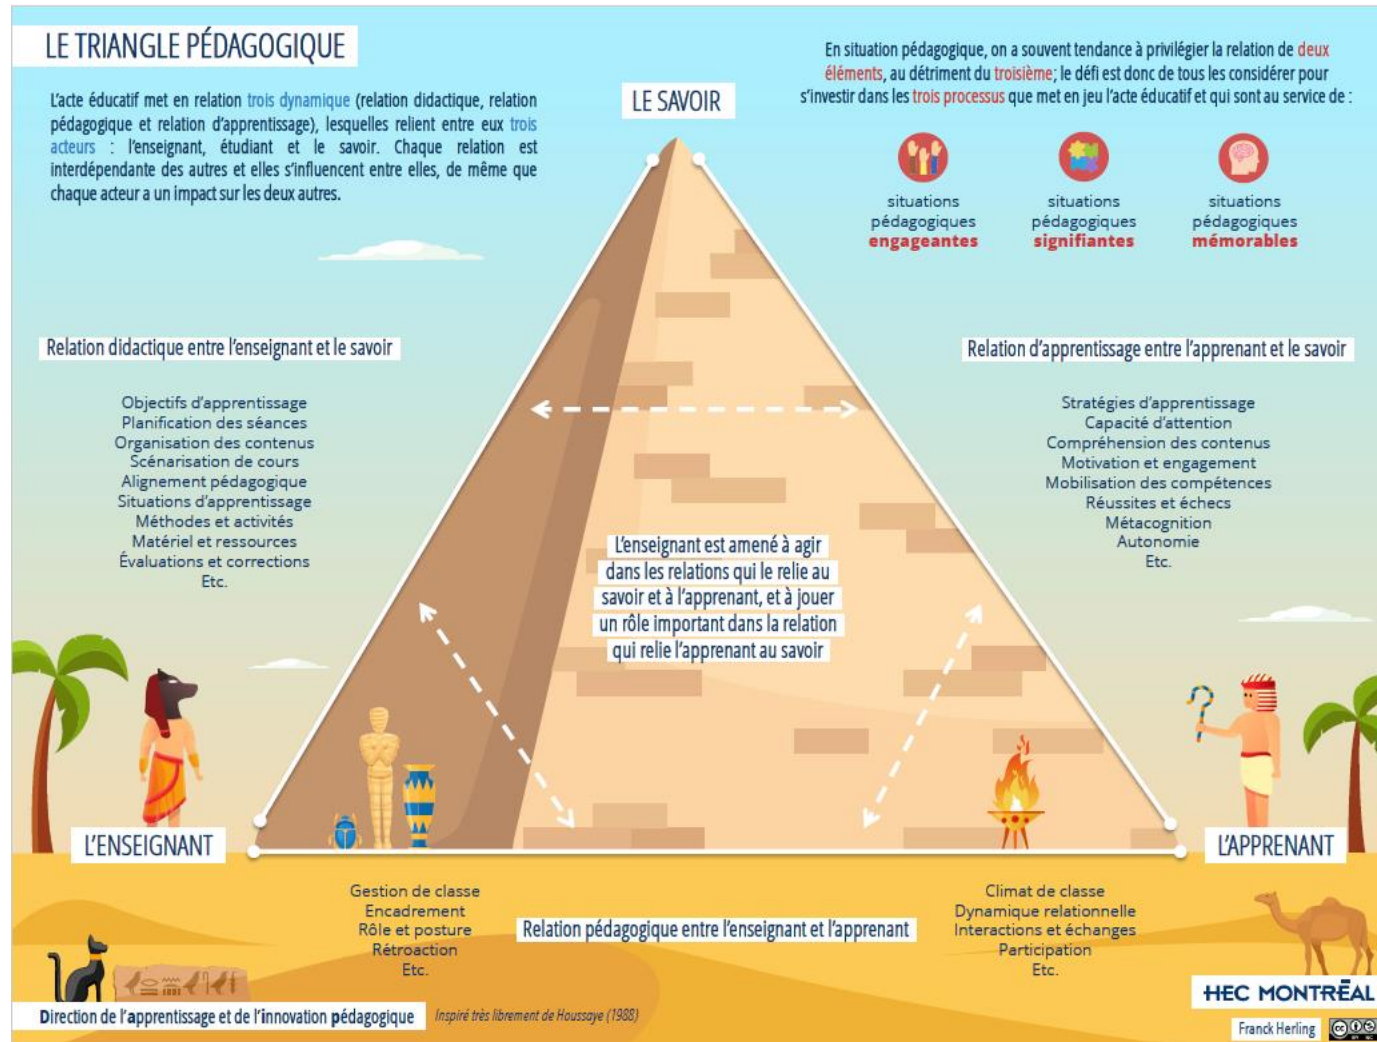 LE TRIANGLE PÉDAGOGIQUE
L'acte éducatif met en relation trois dynamique (relation didactique, relation
pédagogique et relation d'apprentissage), lesquelles relient entre eux trois
acteurs : l'enseignant, étudiant et le savoir. Chaque relation est
interdépendante des autres et elles s'influencent entre elles, de même que
chaque acteur a un impact sur les deux autres.
LE SAVOIR
En situation pédagogique, on a souvent tendance à privilégier la relation de deux
éléments, au détriment du troisième; le défi est donc de tous les considérer pour
s'investir dans les trois processus que met en jeu l'acte éducatif et qui sont au service de :
situations
pédagogiques
engageantes
situations
pédagogiques
signifiantes
situations
pédagogiques
mémorables
Relation didactique entre l'enseignant et le savoir
Objectifs d'apprentissage
Planification des séances
Organisation des contenus
Scénarisation de cours
Alignement pédagogique
Situations d'apprentissage
Méthodes et activités
Matériel et ressources
Évaluations et corrections
Etc.
Relation d'apprentissage entre l'apprenant et le savoir
Stratégies d'apprentissage
Capacité d'attention
Compréhension des contenus
Motivation et engagement
Mobilisation des compétences
Réussites et échecs
Métacognition
Autonomie
Etc.
L'enseignant est amené à agir
dans les relations qui le relie au
savoir et à l'apprenant, et à jouer
un rôle important dans la relation
qui relie l'apprenant au savoir
L'ENSEIGNANT
L'APPRENANT
Gestion de classe
Encadrement
Rôle et posture
Rétroaction
Etc.
Relation pédagogique entre l'enseignant et l'apprenant
Climat de classe
Dynamique relationnelle
Interactions et échanges
Participation
Etc.
Direction de l'apprentissage et de l'innovation pédagogique
Inspiré très librement de Houssaye (1988)
HEC MONTRÉAL
Franck Herling